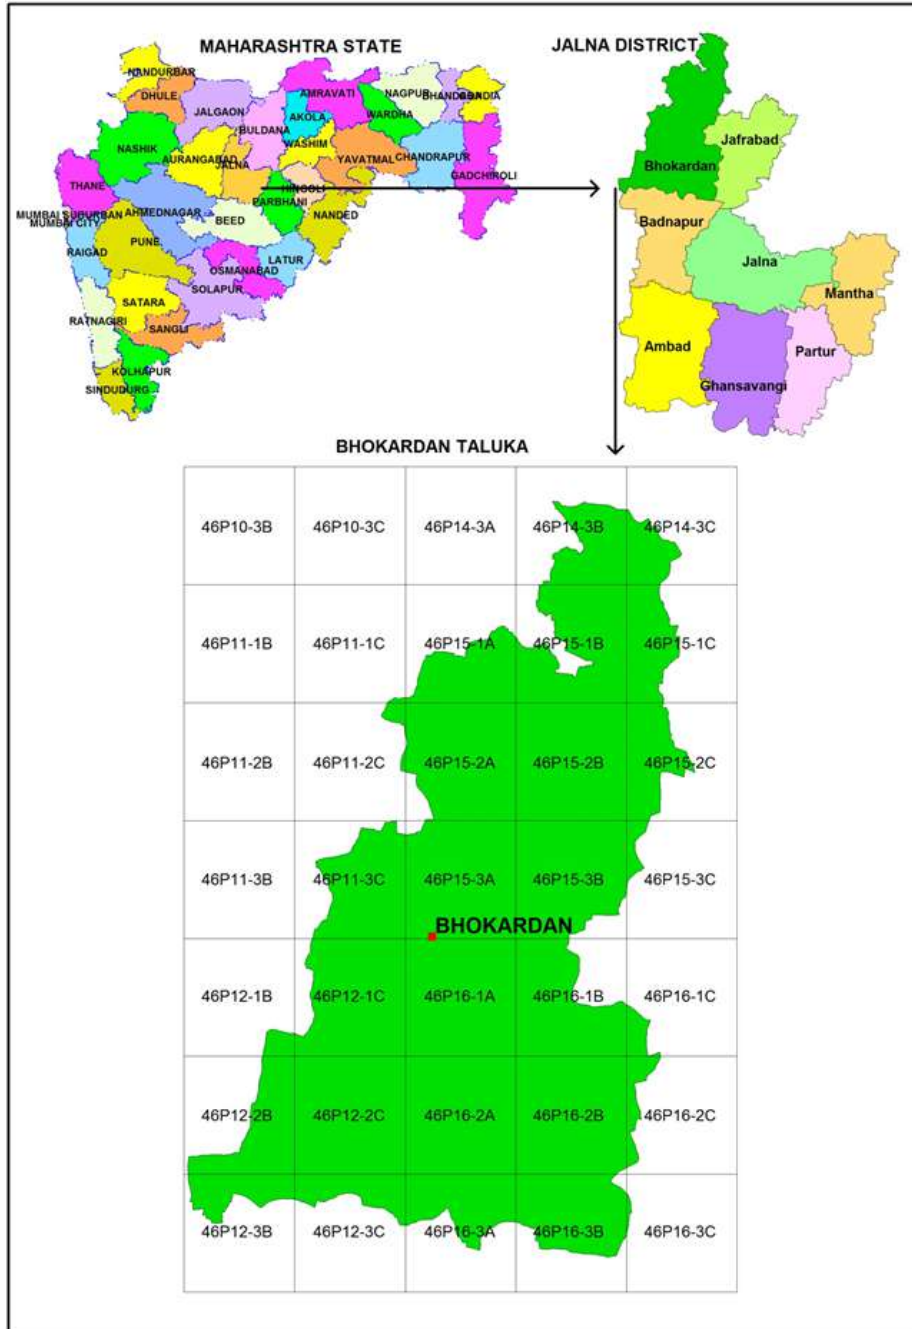 MAHARASHTRA STATE
JALNA DISTRICT
NANDURBAR
DHULE
JALGAON
BULDANA
AKOLA
AMRAVATI
NAGPUR
BHANDARA
GONDIA
WARDHA
NASHIK
AURANGABAD
JALNA
WASHIM
YAVATMAL
CHANDRAPUR
GADCHIROLI
THANE
HINGOLI
PARBHANI
MUMBAI SUBURBAN
MUMBAI CITY
AHMEDNAGAR
BEED
NANDED
RAIGAD
PUNE
OSMANABAD
LATUR
SOLAPUR
SATARA
RATNAGIRI
SANGLI
KOLHAPUR
SINDUDURG
Jafrabad
Bhokardan
Badnapur
Jalna
Mantha
Ambad
Partur
Ghansavangi
BHOKARDAN TALUKA
46P10-3B 46P10-3C 46P14-3A 46P14-3B 46P14-3C
46P11-1B 46P11-1C 46P15-1A 46P15-1B 46P15-1C
46P11-2B 46P11-2C 46P15-2A 46P15-2B 46P15-2C
46P11-3B 46P11-3C 46P15-3A 46P15-3B 46P15-3C
BHOKARDAN
46P12-1B 46P12-1C 46P16-1A 46P16-1B 46P16-1C
46P12-2B 46P12-2C 46P16-2A 46P16-2B 46P16-2C
46P12-3B 46P12-3C 46P16-3A 46P16-3B 46P16-3C